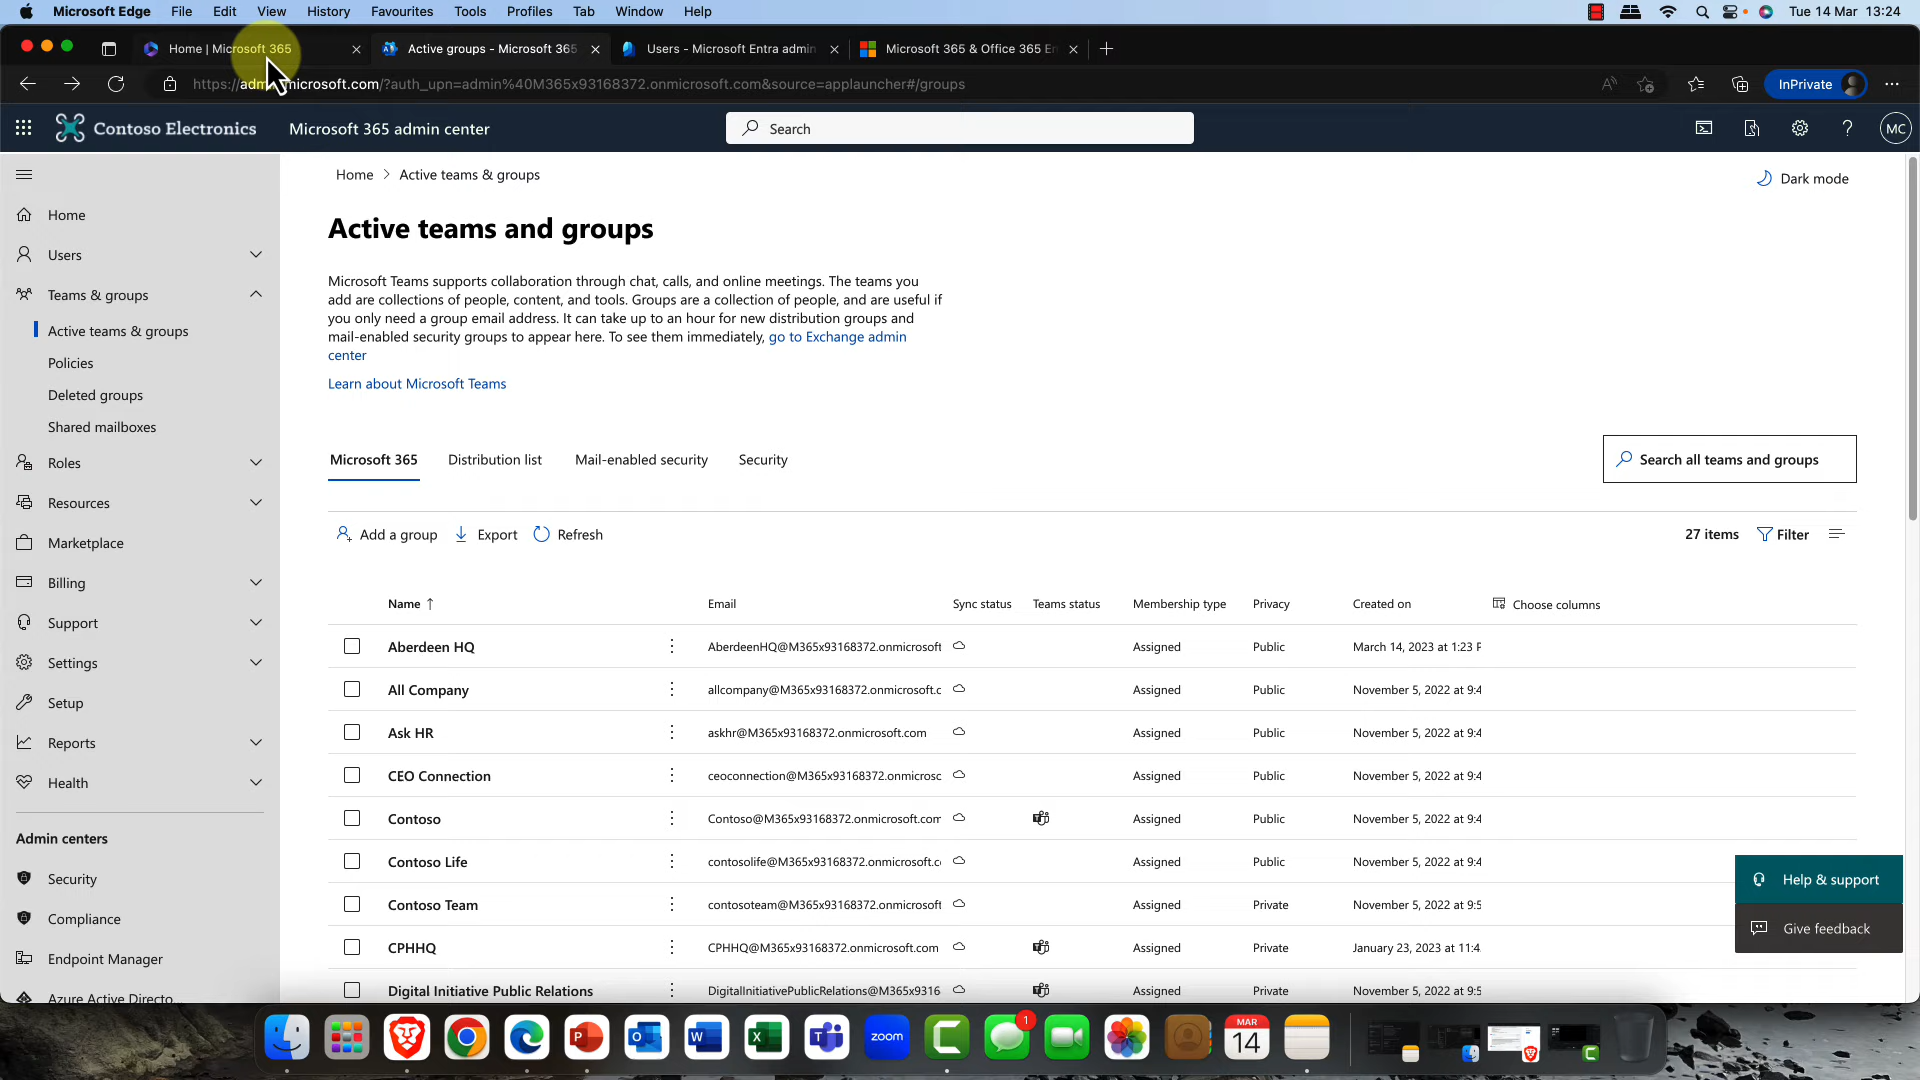 Microsoft Edge File Edit View History Favourites Tools Profiles Tab Window Help Tue 14 Mar 13:24
Home | Microsoft 365
Active groups - Microsoft 365
Users - Microsoft Entra admin
Microsoft 365 & Office 365 En
https://adm microsoft.com/?auth_upn=admin%40M365x93168372.onmicrosoft.com&source=applauncher#/groups
InPrivate
Contoso Electronics
Microsoft 365 admin center
Search
MC
Home
Users
Teams & groups
Active teams & groups
Policies
Deleted groups
Shared mailboxes
Roles
Resources
Marketplace
Billing
Support
Settings
Setup
Reports
Health
Admin centers
Security
Compliance
Endpoint Manager
Azure Active Directo
Home > Active teams & groups
Dark mode
Active teams and groups
Microsoft Teams supports collaboration through chat, calls, and online meetings. The teams you
add are collections of people, content, and tools. Groups are a collection of people, and are useful if
you only need a group email address. It can take up to an hour for new distribution groups and
mail-enabled security groups to appear here. To see them immediately, go to Exchange admin
center
Learn about Microsoft Teams
Microsoft 365 Distribution list Mail-enabled security Security
Search all teams and groups
Add a group Export Refresh
27 items Filter
Name ↑ Email Sync status Teams status Membership type Privacy Created on Choose columns
Aberdeen HQ AberdeenHQ@M365x93168372.onmicrosoft Assigned Public March 14, 2023 at 1:23 P
All Company allcompany@M365x93168372.onmicrosoft.c Assigned Public November 5, 2022 at 9:4
Ask HR askhr@M365x93168372.onmicrosoft.com Assigned Public November 5, 2022 at 9:4
CEO Connection ceoconnection@M365x93168372.onmicrosc Assigned Public November 5, 2022 at 9:4
Contoso Contoso@M365x93168372.onmicrosoft.com Assigned Public November 5, 2022 at 9:4
Contoso Life contosolife@M365x93168372.onmicrosoft.c Assigned Public November 5, 2022 at 9:4
Contoso Team contosoteam@M365x93168372.onmicrosoft Assigned Private November 5, 2022 at 9:5
CPHHQ CPHHQ@M365x93168372.onmicrosoft.com Assigned Private January 23, 2023 at 11:4
Digital Initiative Public Relations DigitalInitiativePublicRelations@M365x9316 Assigned Private November 5, 2022 at 9:5
Help & support
Give feedback
zoom
1
MAR
14